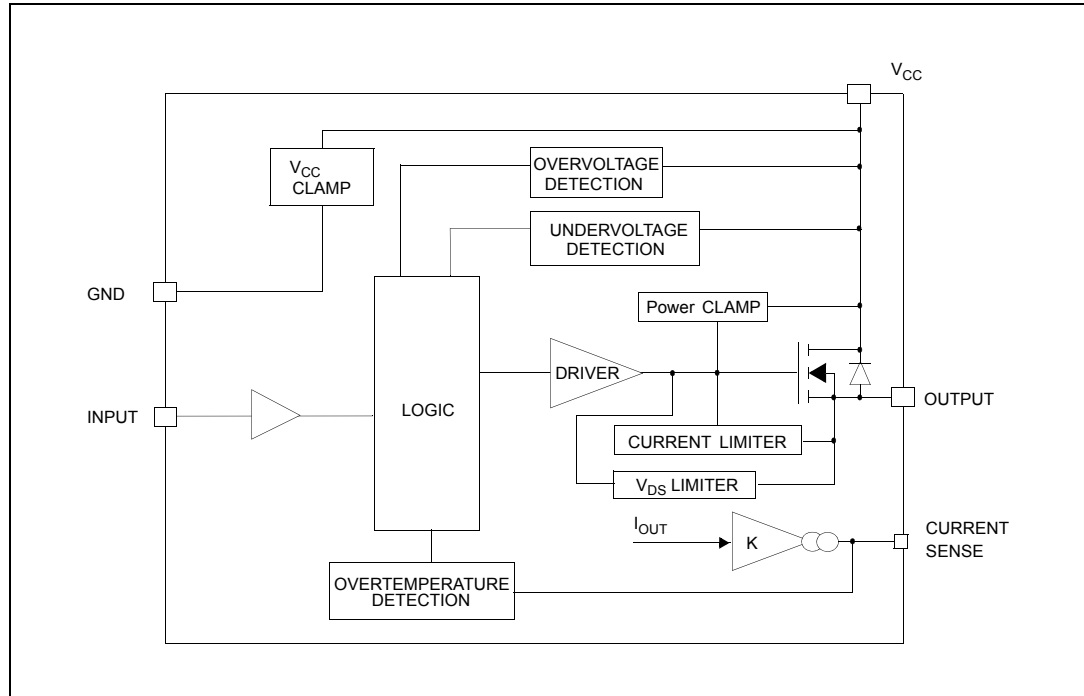 VCC
VCC
CLAMP
OVERVOLTAGE
DETECTION
UNDERVOLTAGE
DETECTION
GND
Power CLAMP
DRIVER
LOGIC
INPUT
OUTPUT
CURRENT LIMITER
VDS LIMITER
IOUT
K
CURRENT
SENSE
OVERTEMPERATURE
DETECTION